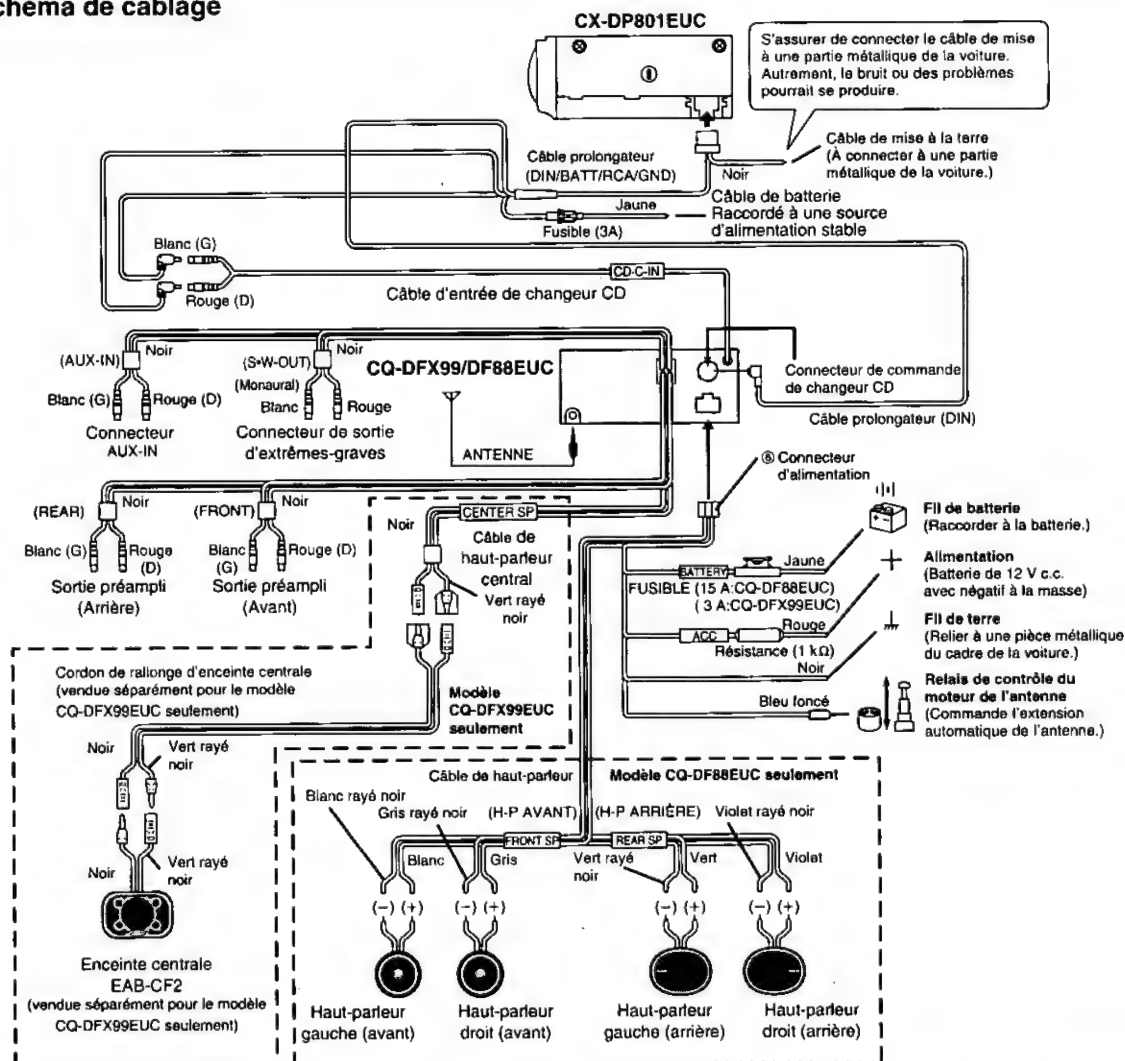 chéma de câblage
CX-DP801EUC
S'assurer de connecter le câble de mise
à une partie métallique de la voiture.
Autrement, le bruit ou des problèmes
pourrait se produire.
Câble de mise à la terre
(À connecter à une partie
métallique de la voiture.)
Câble prolongateur
(DIN/BATT/RCA/GND)
Noir
Jaune
Câble de batterie
Raccordé à une source
d'alimentation stable
Fusible (3A)
Blanc (G)
Rouge (D)
CD-C-IN
Câble d'entrée de changeur CD
(AUX-IN)
Noir
Blanc (G)
Rouge (D)
Connecteur
AUX-IN
(S•W-OUT)
Noir
(Monaural)
Blanc
Rouge
Connecteur de sortie
d'extrêmes-graves
CQ-DFX99/DF88EUC
ANTENNE
Connecteur de commande
de changeur CD
Câble prolongateur (DIN)
⑥ Connecteur
d'alimentation
(REAR)
Noir
Blanc (G)
Rouge
(D)
Sortie préampli
(Arrière)
(FRONT)
Noir
Blanc
(G)
Rouge (D)
Sortie préampli
(Avant)
Noir
CENTER SP
Câble de
haut-parleur
central
Vert rayé
noir
BATTERY
Jaune
FUSIBLE (15 A:CQ-DF88EUC)
( 3 A:CQ-DFX99EUC)
Rouge
ACC
Résistance (1 kΩ)
Noir
Bleu foncé
Fil de batterie
(Raccorder à la batterie.)
Alimentation
(Batterie de 12 V c.c.
avec négatif à la masse)
Fil de terre
(Relier à une pièce métallique
du cadre de la voiture.)
Relais de contrôle du
moteur de l'antenne
(Commande l'extension
automatique de l'antenne.)
Cordon de rallonge d'enceinte centrale
(vendue séparément pour le modèle
CQ-DFX99EUC seulement)
Modèle
CQ-DFX99EUC
seulement
Noir
Vert rayé
noir
Noir
Vert rayé
noir
Enceinte centrale
EAB-CF2
(vendue séparément pour le modèle
CQ-DFX99EUC seulement)
Câble de haut-parleur
Modèle CQ-DF88EUC seulement
Blanc rayé noir
Gris rayé noir
(H-P AVANT)
(H-P ARRIÈRE)
Violet rayé noir
FRONT SP
REAR SP
Blanc
Gris
Vert rayé
noir
Vert
Violet
(-) (+)
(-) (+)
(-) (+)
(-) (+)
Haut-parleur
gauche (avant)
Haut-parleur
droit (avant)
Haut-parleur
gauche (arrière)
Haut-parleur
droit (arrière)